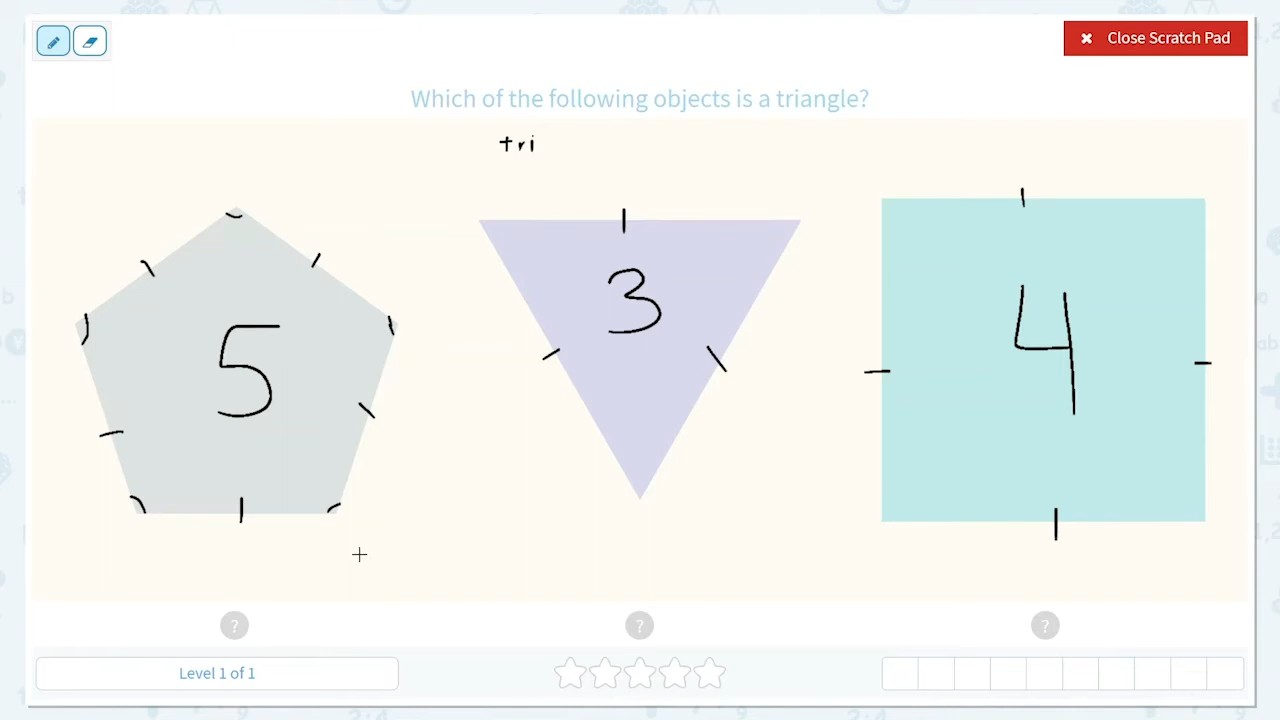 Close Scratch Pad
Which of the following objects is a triangle?
tri
5
3
4
? ? ?
Level 1 of 1